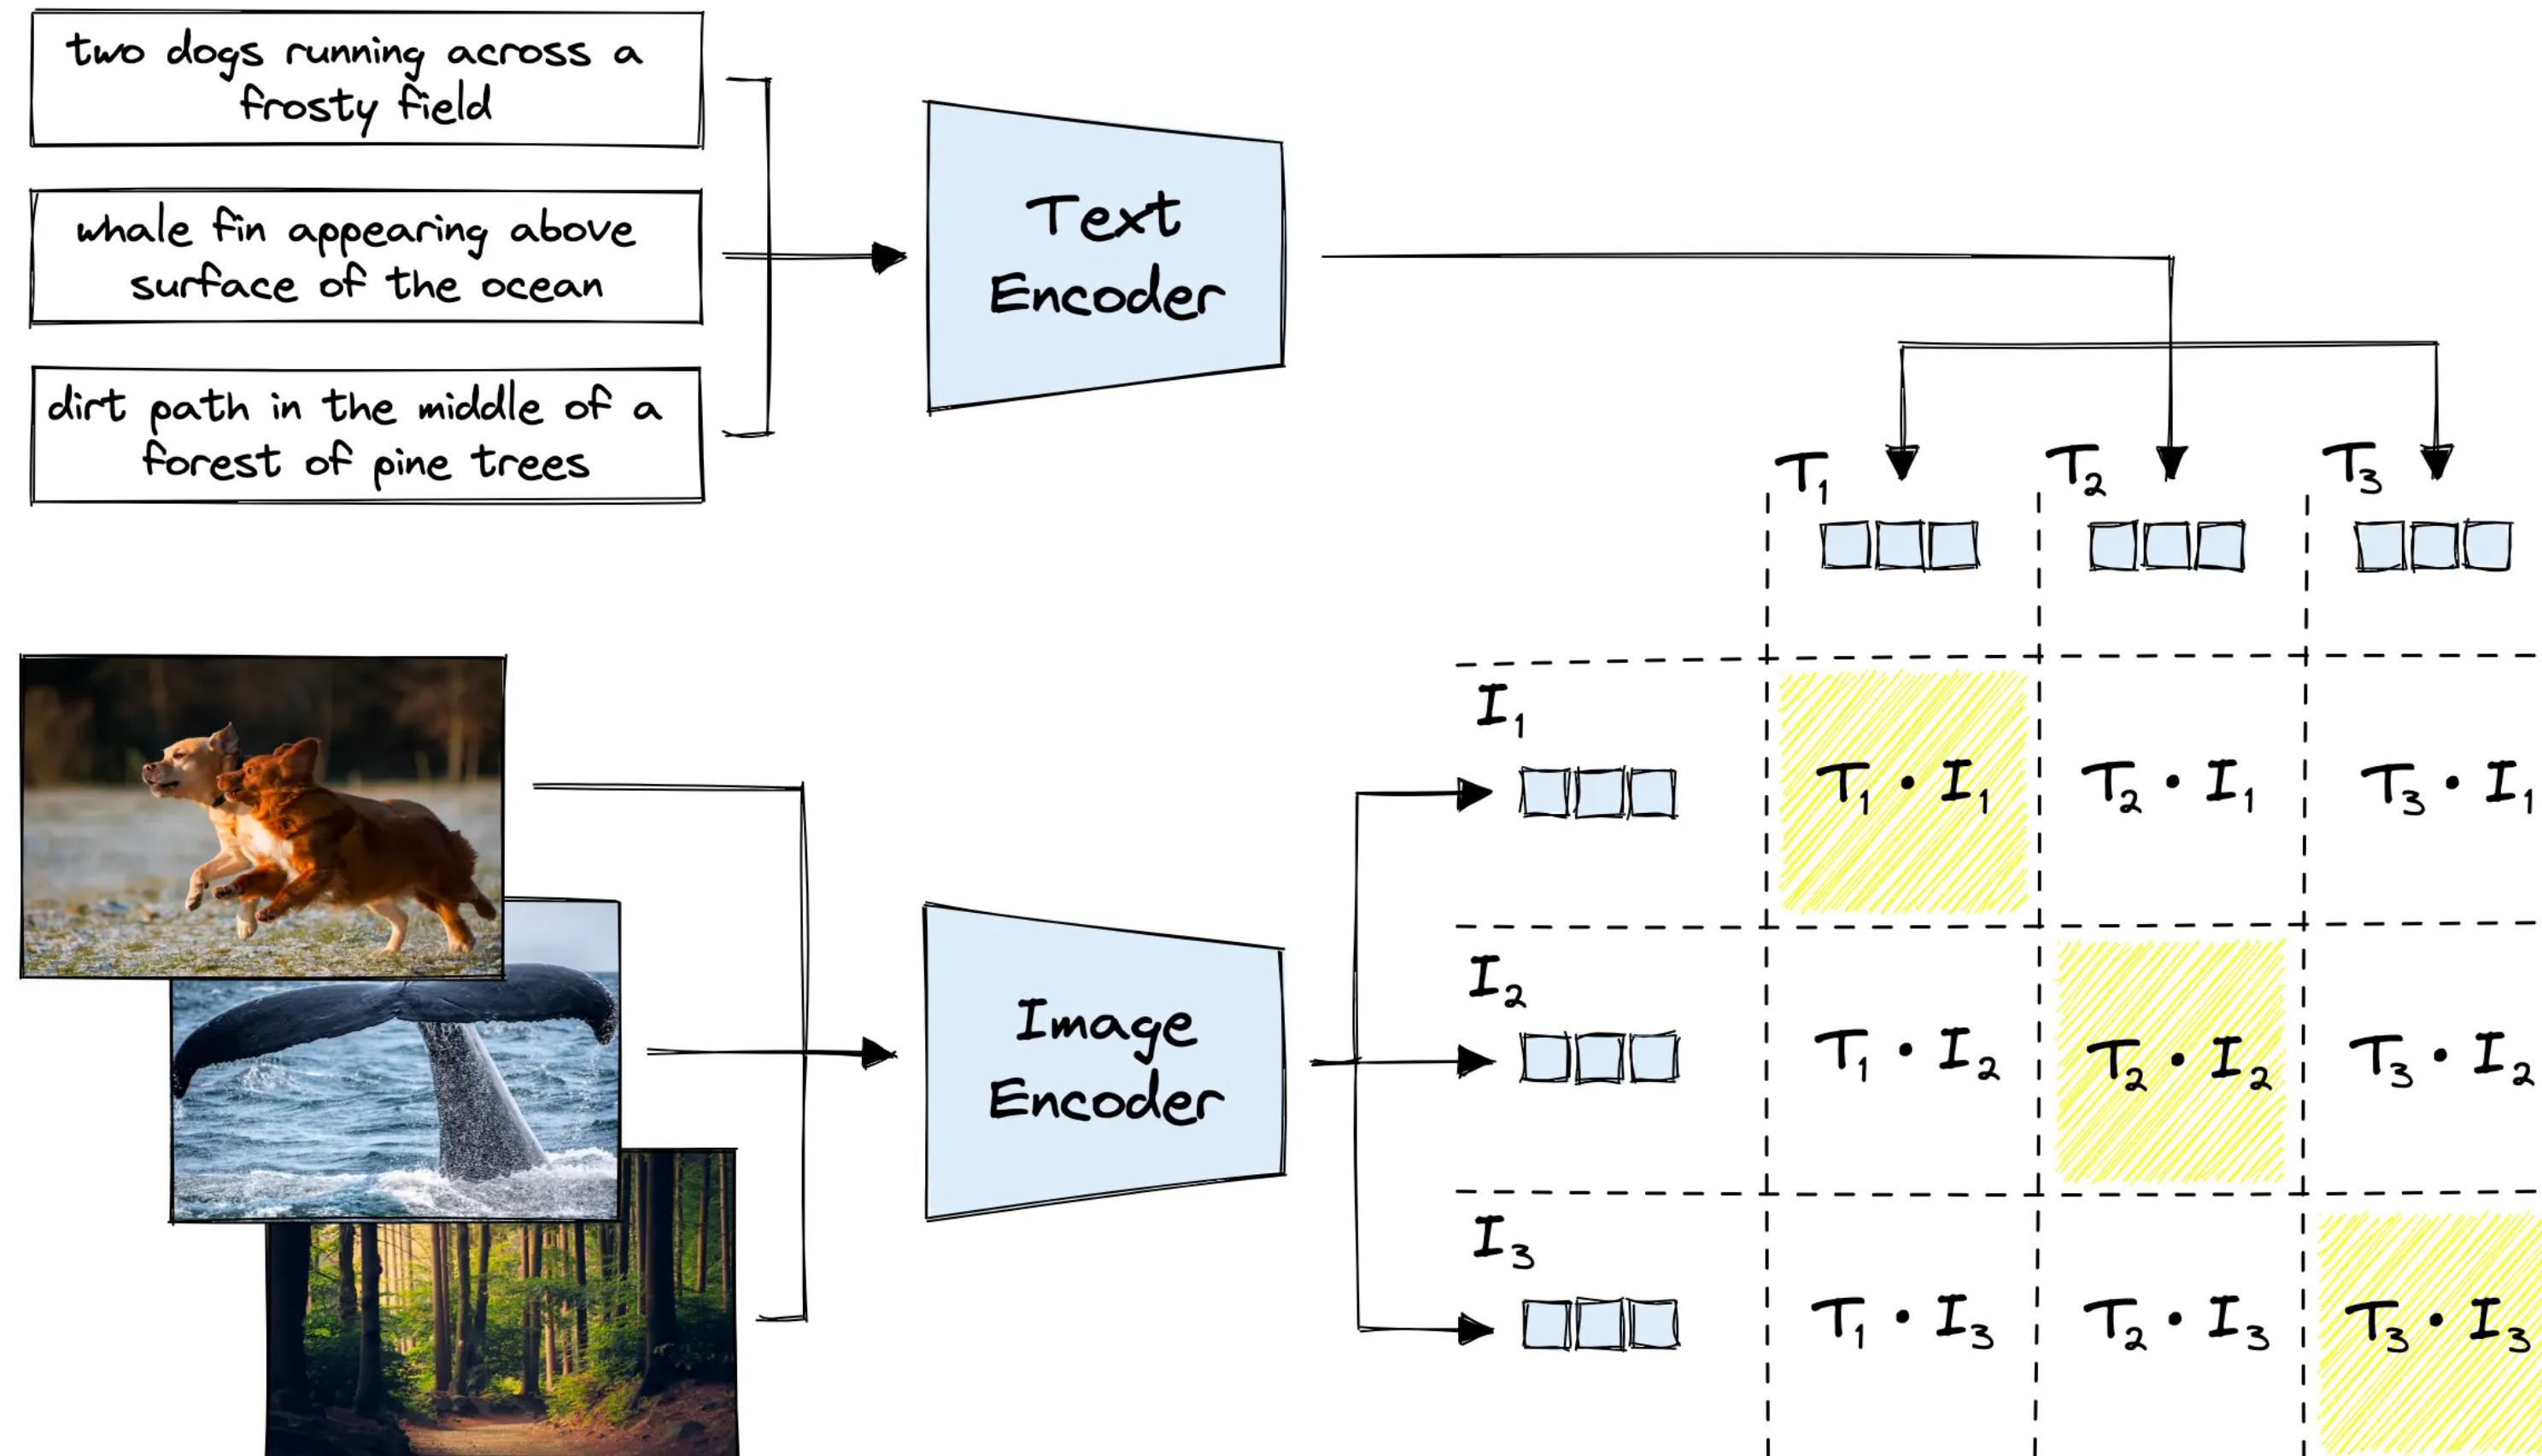 two dogs running across a
frosty field
whale fin appearing above
surface of the ocean
dirt path in the middle of a
forest of pine trees
Text
Encoder
T₁ T₂ T₃
Image
Encoder
I₁
T₁ • I₁ T₂ • I₁ T₃ • I₁
I₂
T₁ • I₂ T₂ • I₂ T₃ • I₂
I₃
T₁ • I₃ T₂ • I₃ T₃ • I₃